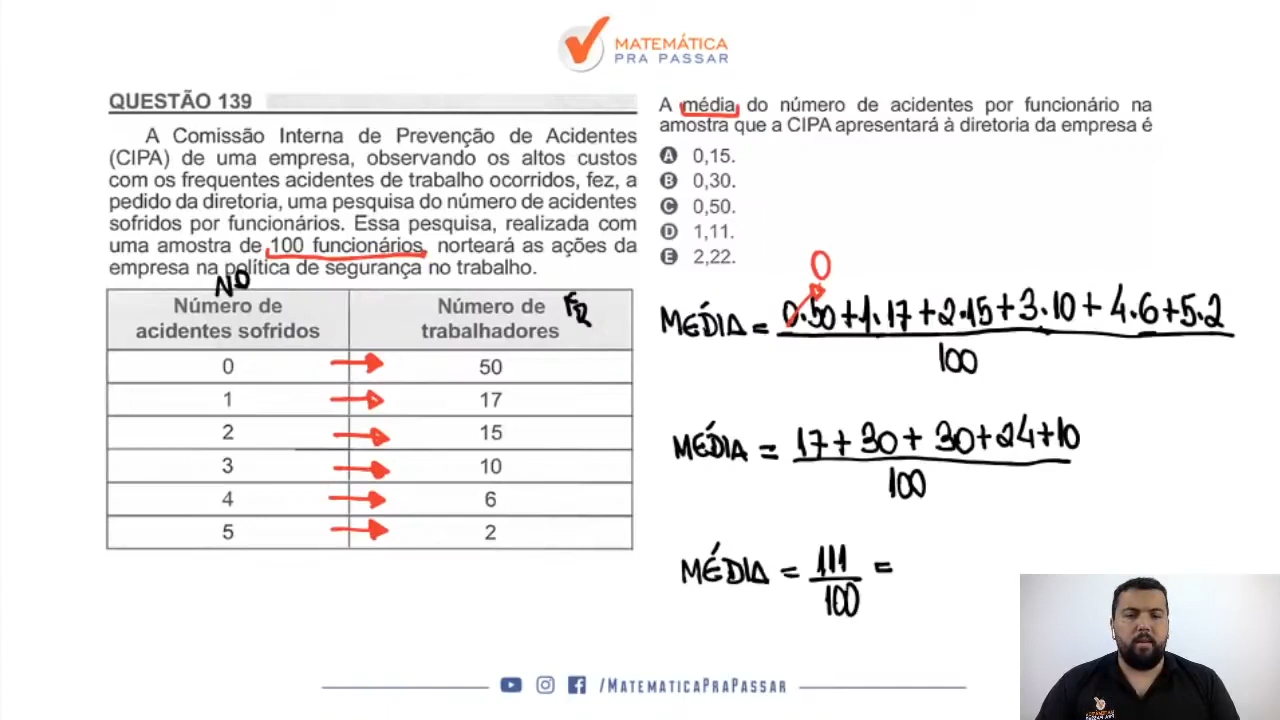 MATEMÁTICA
PRA PASSAR
QUESTÃO 139
A Comissão Interna de Prevenção de Acidentes
(CIPA) de uma empresa, observando os altos custos
com os frequentes acidentes de trabalho ocorridos, fez, a
pedido da diretoria, uma pesquisa do número de acidentes
sofridos por funcionários. Essa pesquisa, realizada com
uma amostra de 100 funcionários, norteará as ações da
empresa na política de segurança no trabalho.
Número de acidentes sofridos
Número de trabalhadores
0 50
1 17
2 15
3 10
4 6
5 2
A média do número de acidentes por funcionário na
amostra que a CIPA apresentará à diretoria da empresa é
A 0,15.
B 0,30.
C 0,50.
D 1,11.
E 2,22.
0
MÉDIA = 0.50+1.17+2.15+3.10+4.6+5.2
100
MÉDIA = 17+30+30+24+10
100
MÉDIA = 111 =
100
/MATEMATICAPRAPASSAR